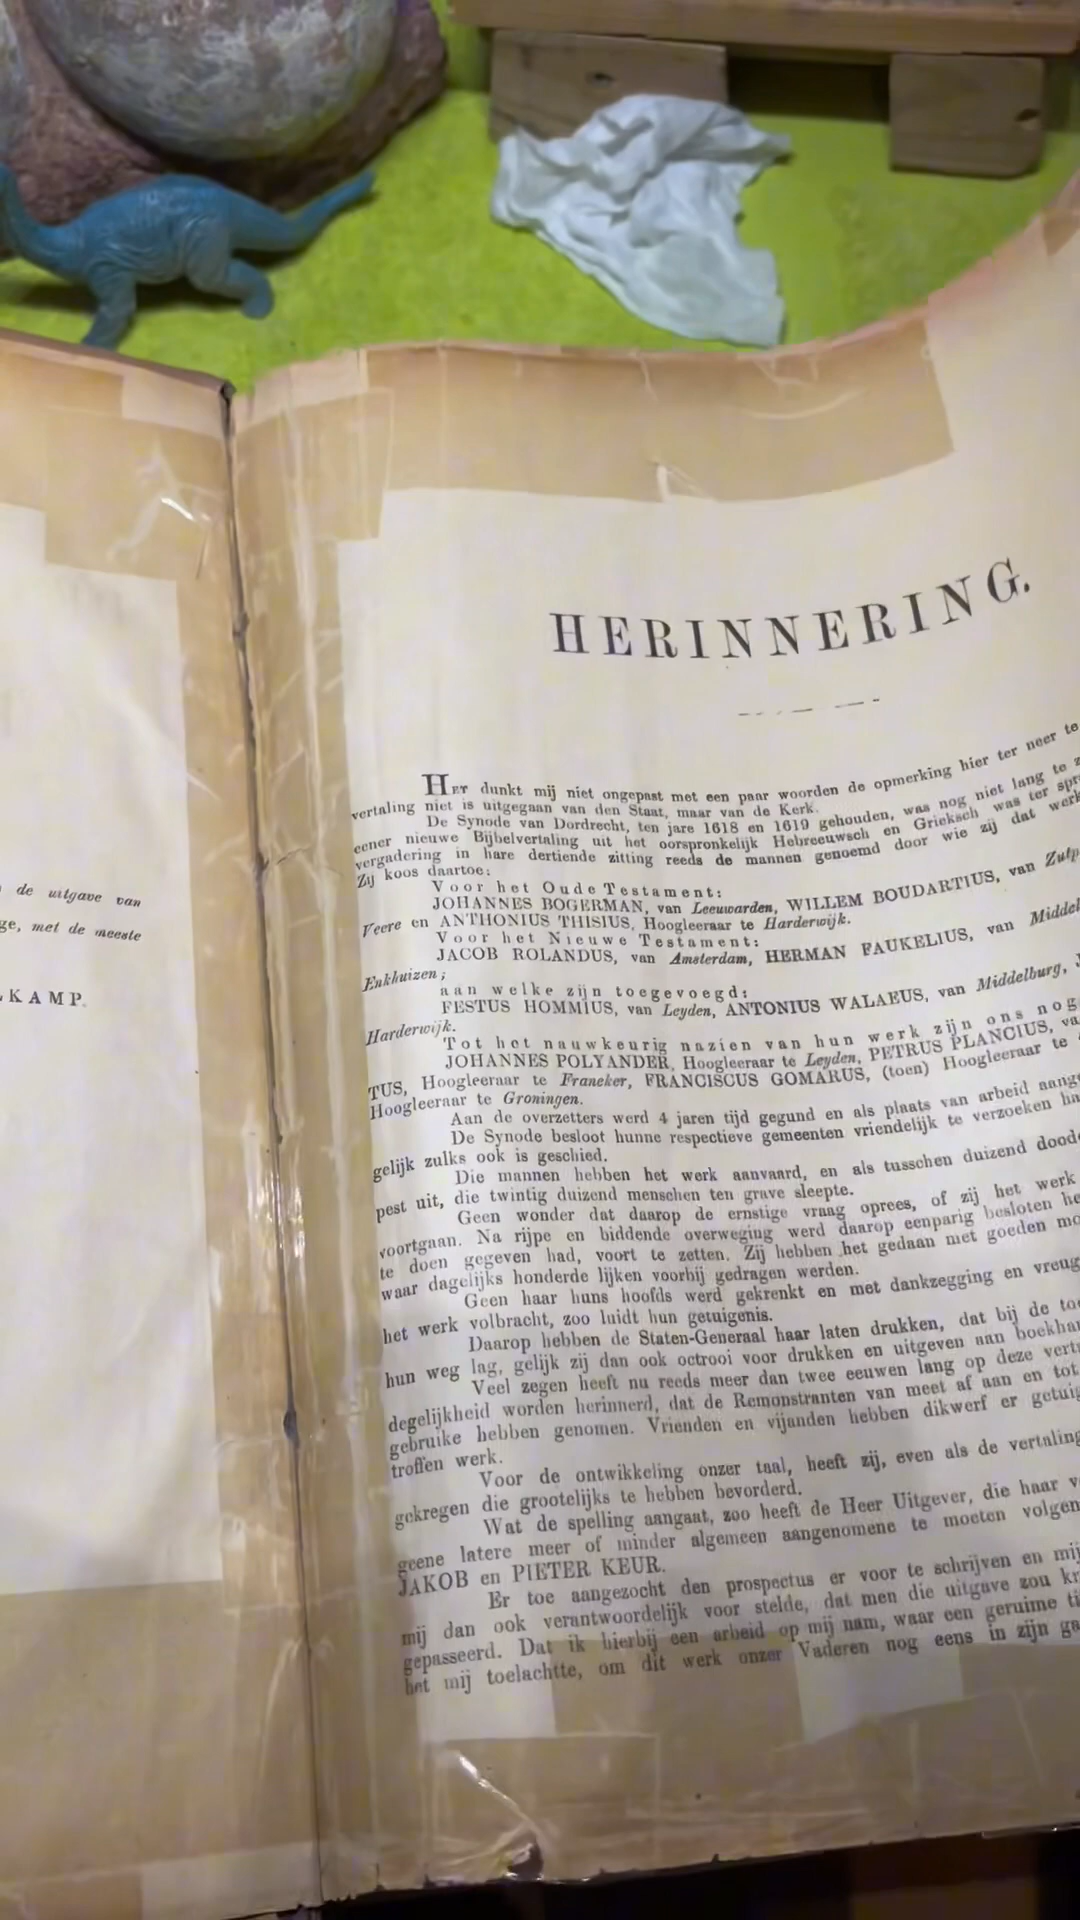 de uitgave van
met de meeste
KAMP.
HERINNERING.
HET dunkt mij niet ongepast met een paar woorden de opmerking hier ter neer te
vertaling niet is uitgegaan van den Staat, maar van de Kerk.
De Synode van Dordrecht, ten jare 1618 en 1619 gehouden, was nog niet lang te
eener nieuwe Bijbelvertaling uit het oorspronkelijk Hebreeuwsch en Grieksch was ter
vergadering in hare dertiende zitting reeds de mannen genoemd door wie zij dat
Zij koos daartoe:
Voor het Oude Testament:
JOHANNES BOGERMAN, van Leeuwarden, WILLEM BOUDARTIUS, van
Veere en ANTHONIUS THISIUS, Hoogleeraar te Harderwijk.
Voor het Nieuwe Testament:
JACOB ROLANDUS, van Amsterdam, HERMAN FAUKELIUS, van
Enkhuizen;
aan welke zijn toegevoegd:
FESTUS HOMMIUS, van Leyden, ANTONIUS WALAEUS, van Middelburg,
Harderwijk.
Tot het nauwkeurig nazien van hun werk zijn ons nog
JOHANNES POLYANDER, Hoogleeraar te Leyden, PETRUS PLANCIUS,
TUS, Hoogleeraar te Franeker, FRANCISCUS GOMARUS, (toen) Hoogleeraar te
Hoogleeraar te Groningen.
Aan de overzetters werd 4 jaren tijd gegund en als plaats van arbeid
De Synode besloot hunne respectieve gemeenten vriendelijk te verzoeken
gelijk zulks ook is geschied.
Die mannen hebben het werk aanvaard, en als tusschen duizend
pest uit, die twintig duizend menschen ten grave sleepte.
Geen wonder dat daarop de ernstige vraag oprees, of zij het werk
voortgaan. Na rijpe en biddende overweging werd daarop eenparig besloten
te doen gegeven had, voort te zetten. Zij hebben het gedaan met goeden
waar dagelijks honderde lijken voorbij gedragen werden.
Geen haar huns hoofds werd gekrenkt en met dankzegging en
het werk volbracht, zoo luidt hun getuigenis.
Daarop hebben de Staten-Generaal haar laten drukken, dat bij de
hun weg lag, gelijk zij dan ook octrooi voor drukken en uitgeven aan
Veel zegen heeft nu reeds meer dan twee eeuwen lang op deze
degelijkheid worden herinnerd, dat de Remonstranten van meet af aan en tot
gebruike hebben genomen. Vrienden en vijanden hebben dikwerf er
troffen werk.
Voor de ontwikkeling onzer taal, heeft zij, even als de vertaling
gekregen die grootelijks te hebben bevorderd.
Wat de spelling aangaat, zoo heeft de Heer Uitgever, die haar
geene latere meer of minder algemeen aangenomene te moeten
JAKOB en PIETER KEUR.
Er toe aangezocht den prospectus er voor te schrijven en
mij dan ook verantwoordelijk voor stelde, dat men die uitgave zou
gepasseerd. Dat ik hierbij een arbeid op mij nam, waar een geruime
het mij toelachtte, om dit werk onzer Vaderen nog eens in zijn